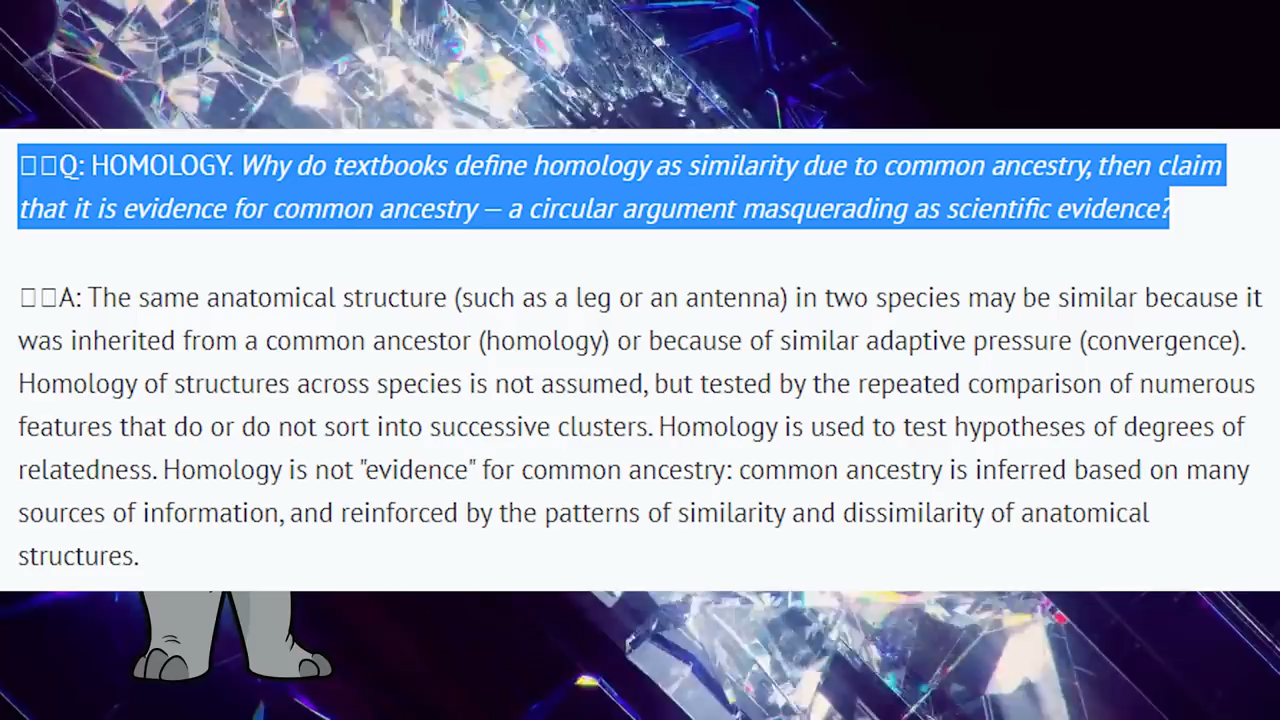 □□Q: HOMOLOGY. Why do textbooks define homology as similarity due to common ancestry, then claim
that it is evidence for common ancestry — a circular argument masquerading as scientific evidence?
□□A: The same anatomical structure (such as a leg or an antenna) in two species may be similar because it
was inherited from a common ancestor (homology) or because of similar adaptive pressure (convergence).
Homology of structures across species is not assumed, but tested by the repeated comparison of numerous
features that do or do not sort into successive clusters. Homology is used to test hypotheses of degrees of
relatedness. Homology is not "evidence" for common ancestry: common ancestry is inferred based on many
sources of information, and reinforced by the patterns of similarity and dissimilarity of anatomical
structures.